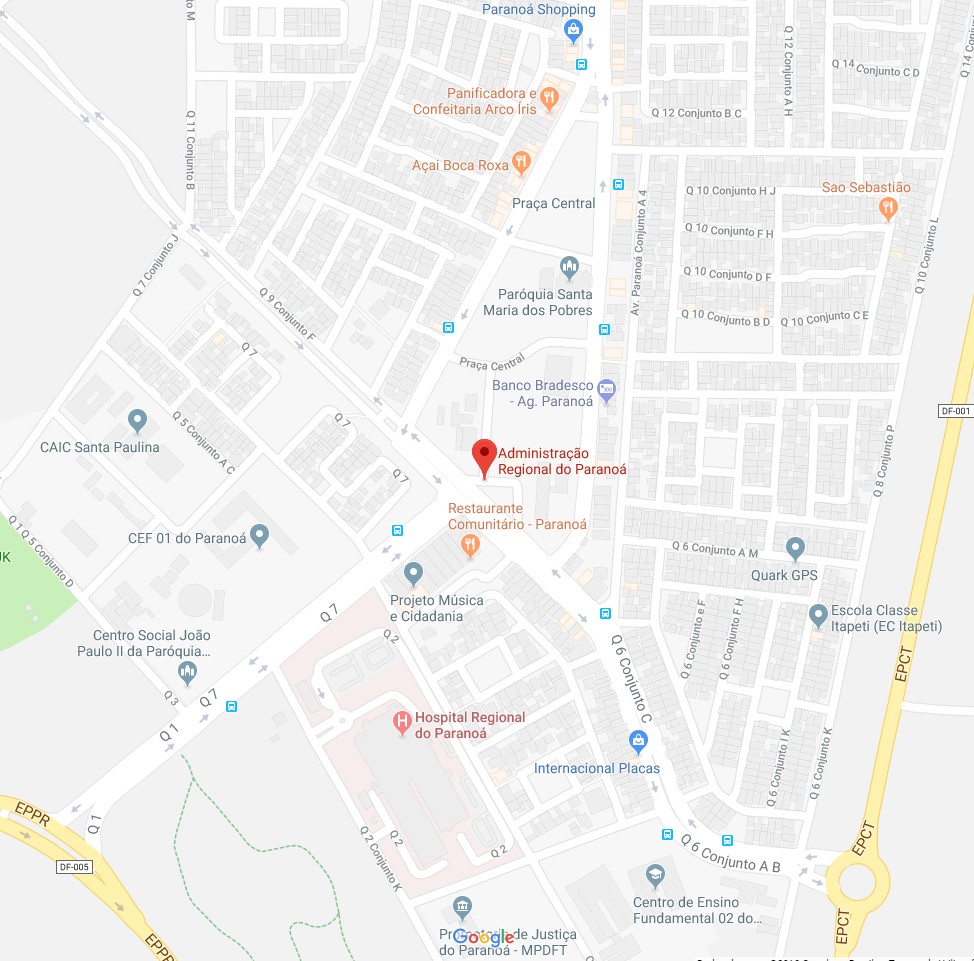 Paranoá Shopping
Q 12 Conjunto A H
Q 14 Conjunto C D
Q 14 Conjunto
Panificadora e
Confeitaria Arco Íris
Q 12 Conjunto B C
Q 11 Conjunto B
Açai Boca Roxa
Praça Central
Av. Paranoá Conjunto A 4
Q 10 Conjunto H J
Sao Sebastião
Q 10 Conjunto F H
Q 10 Conjunto L
Q 7 Conjunto J
Q 10 Conjunto D F
Paróquia Santa
Maria dos Pobres
Q 9 Conjunto F
Q 10 Conjunto B D
Q 10 Conjunto C E
Q 7
Praça Central
Banco Bradesco
- Ag. Paranoá
DF-001
CAIC Santa Paulina
Q 5 Conjunto A C
Q 7
Q 7
Administração
Regional do Paranoá
Q 8 Conjunto P
Restaurante
Comunitário - Paranoá
CEF 01 do Paranoá
Q 1 Q 5 Conjunto D
UK
Q 6 Conjunto A M
Quark GPS
Projeto Música
e Cidadania
Q 7
Q 2
Escola Classe
Itapeti (EC Itapeti)
Q 6 Conjunto e F
Q 6 Conjunto F H
Centro Social João
Paulo II da Paróquia...
Q 3
Q 7
Q 1
EPCT
Q 6 Conjunto C
Hospital Regional
do Paranoá
Internacional Placas
Q 6 Conjunto I K
Q 6 Conjunto K
EPPR
Q 1
DF-005
Q 2 Conjunto K
Q 2
Q 2
EPCT
Q 6 Conjunto A B
Centro de Ensino
Fundamental 02 do...
EPCT
de Justiça
do Paranoá - MPDFT
Google
EPPR